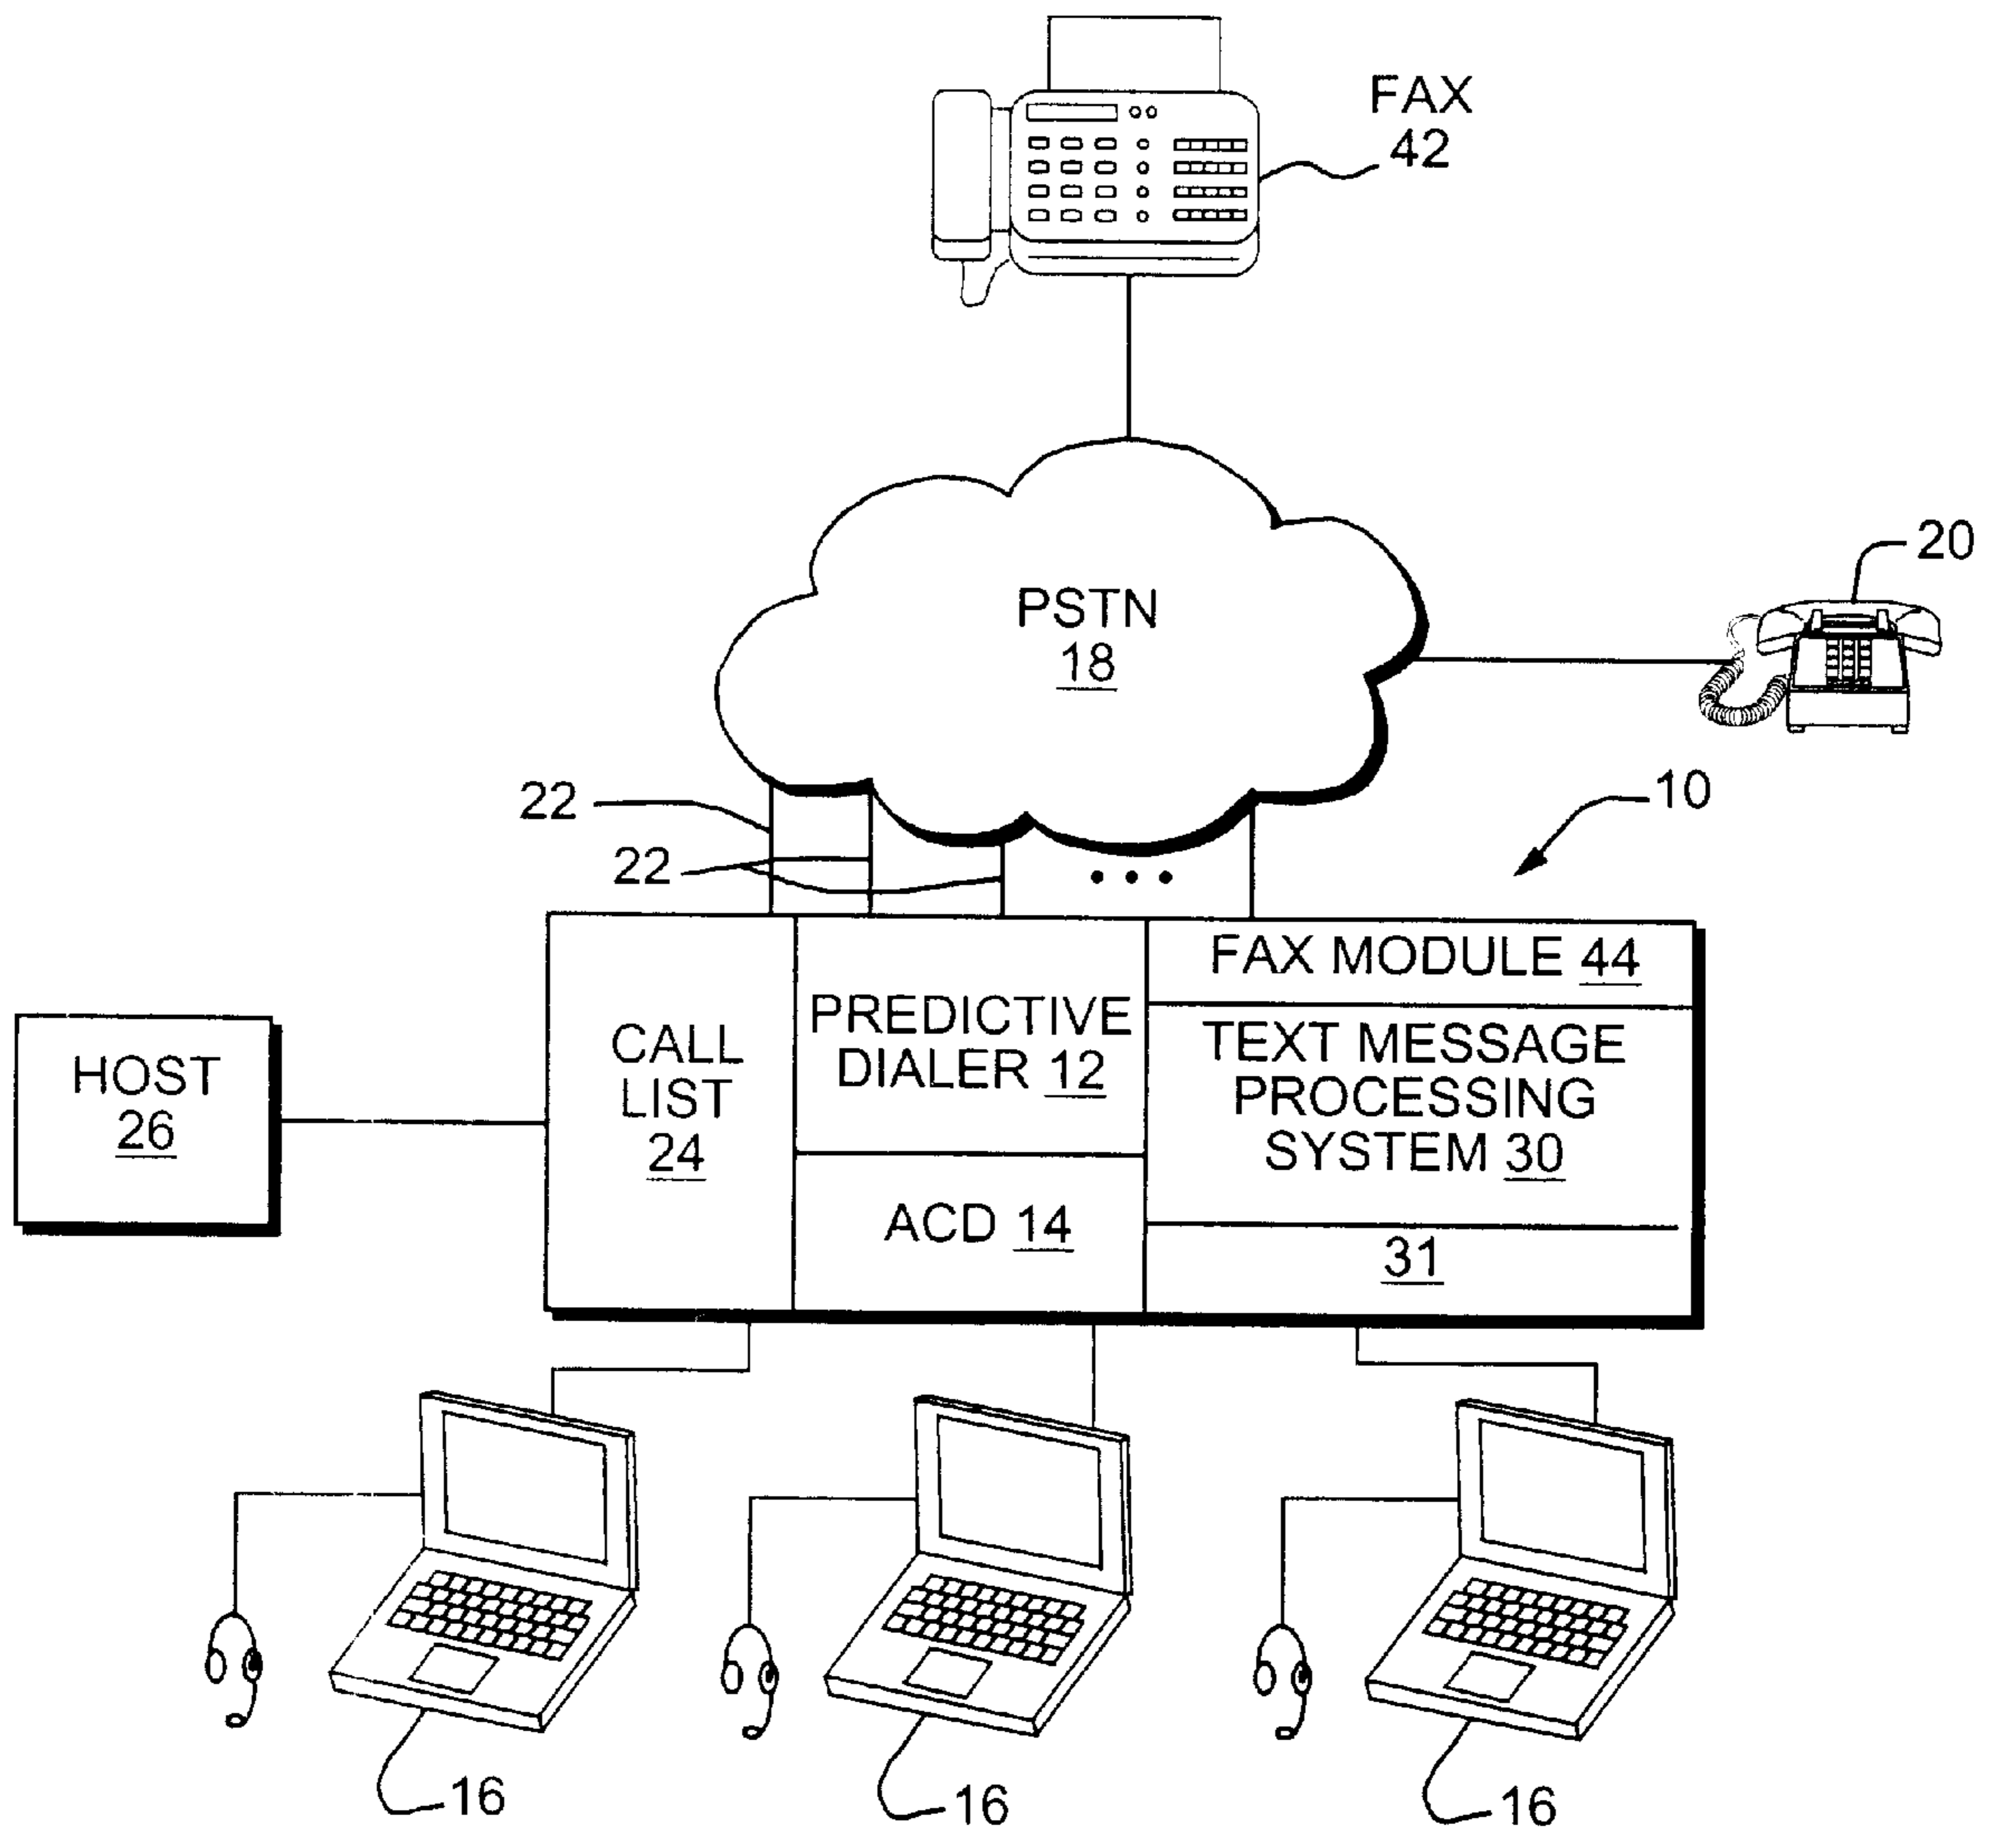 FAX
42
20
PSTN
18
22
10
22
FAX MODULE 44
PREDICTIVE
DIALER 12
CALL
LIST
24
TEXT MESSAGE
PROCESSING
SYSTEM 30
HOST
26
ACD 14
31
16
16
16